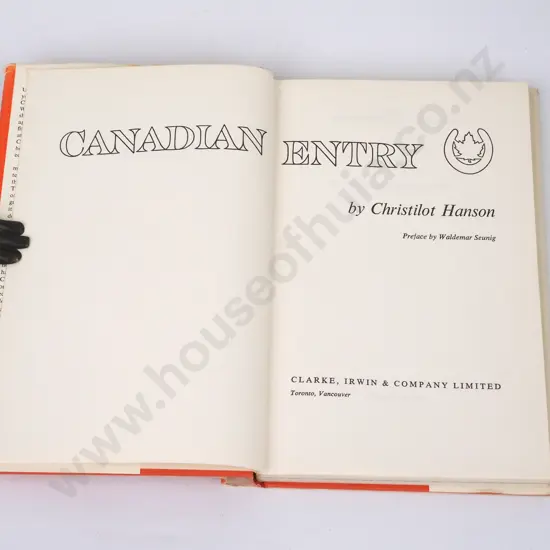 CANADIAN ENTRY
by Christilot Hanson
Preface by Waldemar Seunig
CLARKE, IRWIN & COMPANY LIMITED
Toronto, Vancouver
www.houseofhuia.co.nz